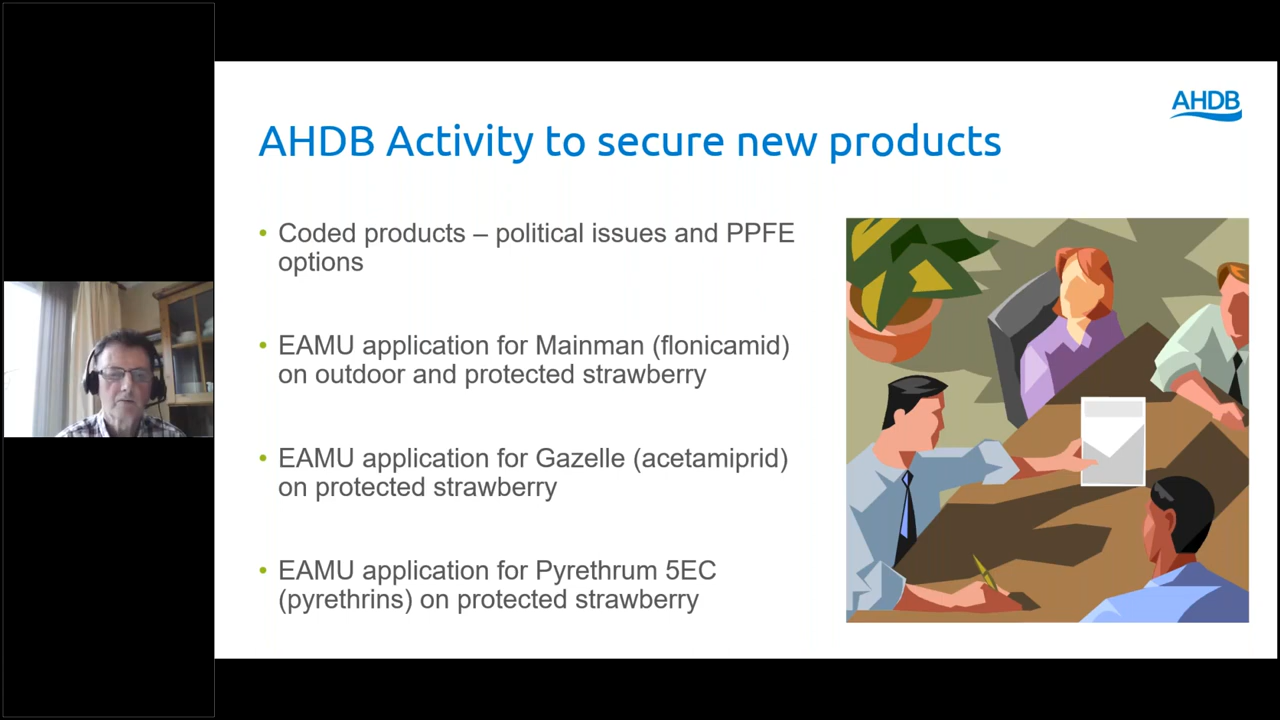 AHDB
AHDB Activity to secure new products
• Coded products – political issues and PPFE
options
• EAMU application for Mainman (flonicamid)
on outdoor and protected strawberry
• EAMU application for Gazelle (acetamiprid)
on protected strawberry
• EAMU application for Pyrethrum 5EC
(pyrethrins) on protected strawberry